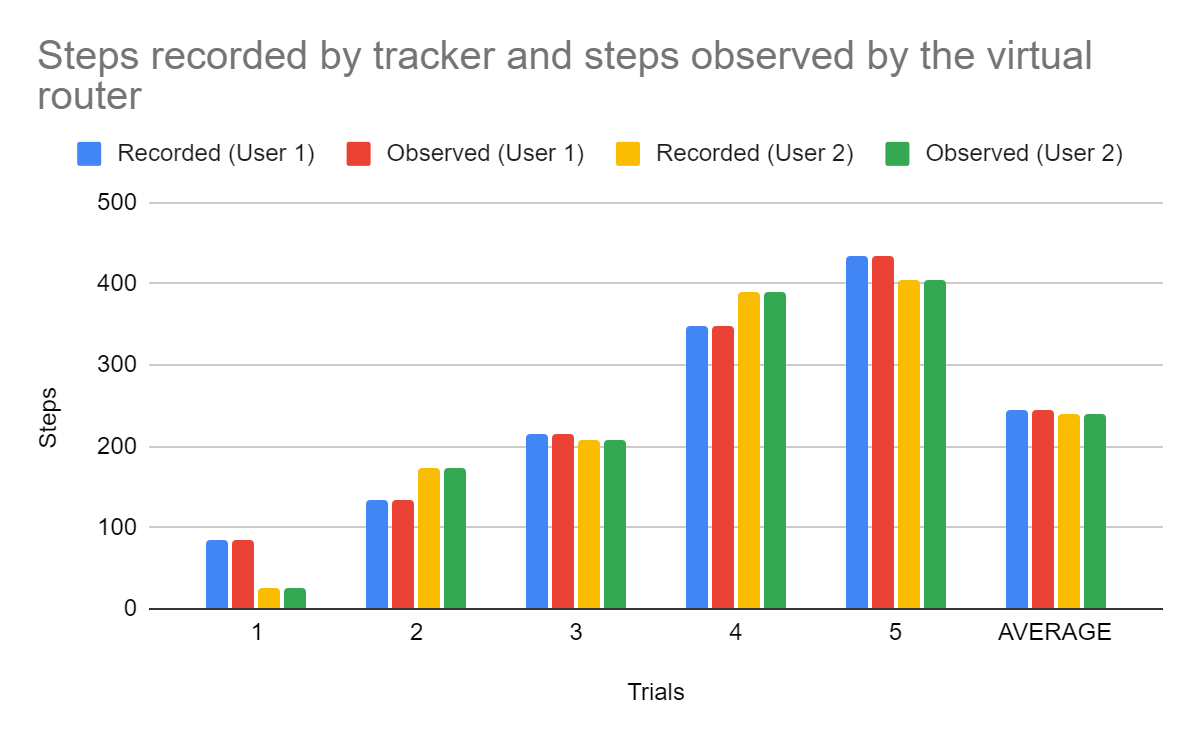 Steps recorded by tracker and steps observed by the virtual
router
Recorded (User 1) Observed (User 1) Recorded (User 2) Observed (User 2)
500
400
300
200
100
0
Steps
1 2 3 4 5 AVERAGE
Trials